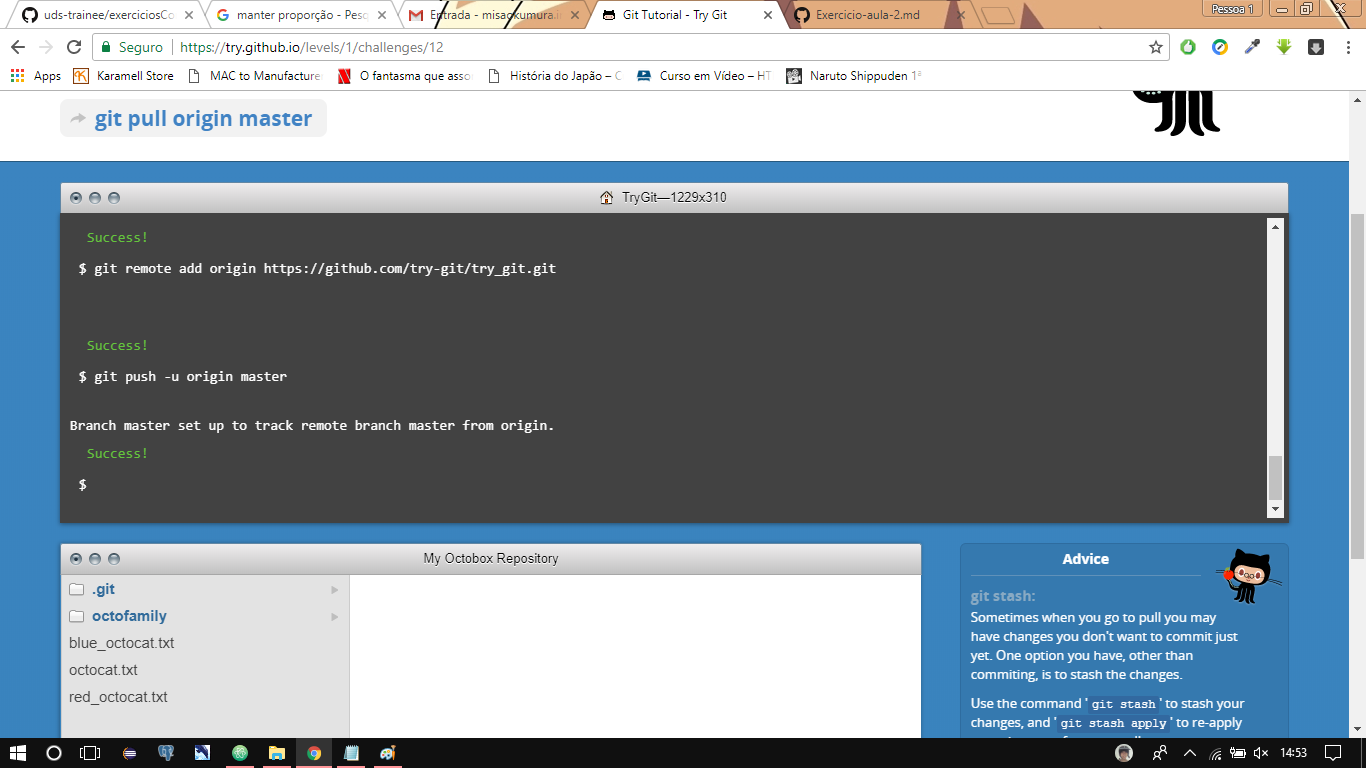 uds-trainee/exerciciosCo
manter proporção - Pesq
Entrada - misaokumura.in
Git Tutorial - Try Git
Exercicio-aula-2.md
Pessoa 1
Seguro
https://try.github.io/levels/1/challenges/12
Apps
Karamell Store
MAC to Manufacture
O fantasma que asso
História do Japão – C
Curso em Vídeo – HT
Naruto Shippuden 1ª
git pull origin master
TryGit—1229x310
Success!
$ git remote add origin https://github.com/try-git/try_git.git
Success!
$ git push -u origin master
Branch master set up to track remote branch master from origin.
Success!
$
My Octobox Repository
.git
octofamily
blue_octocat.txt
octocat.txt
red_octocat.txt
Advice
git stash:
Sometimes when you go to pull you may
have changes you don't want to commit just
yet. One option you have, other than
commiting, is to stash the changes.
Use the command 'git stash' to stash your
changes, and 'git stash apply' to re-apply
14:53